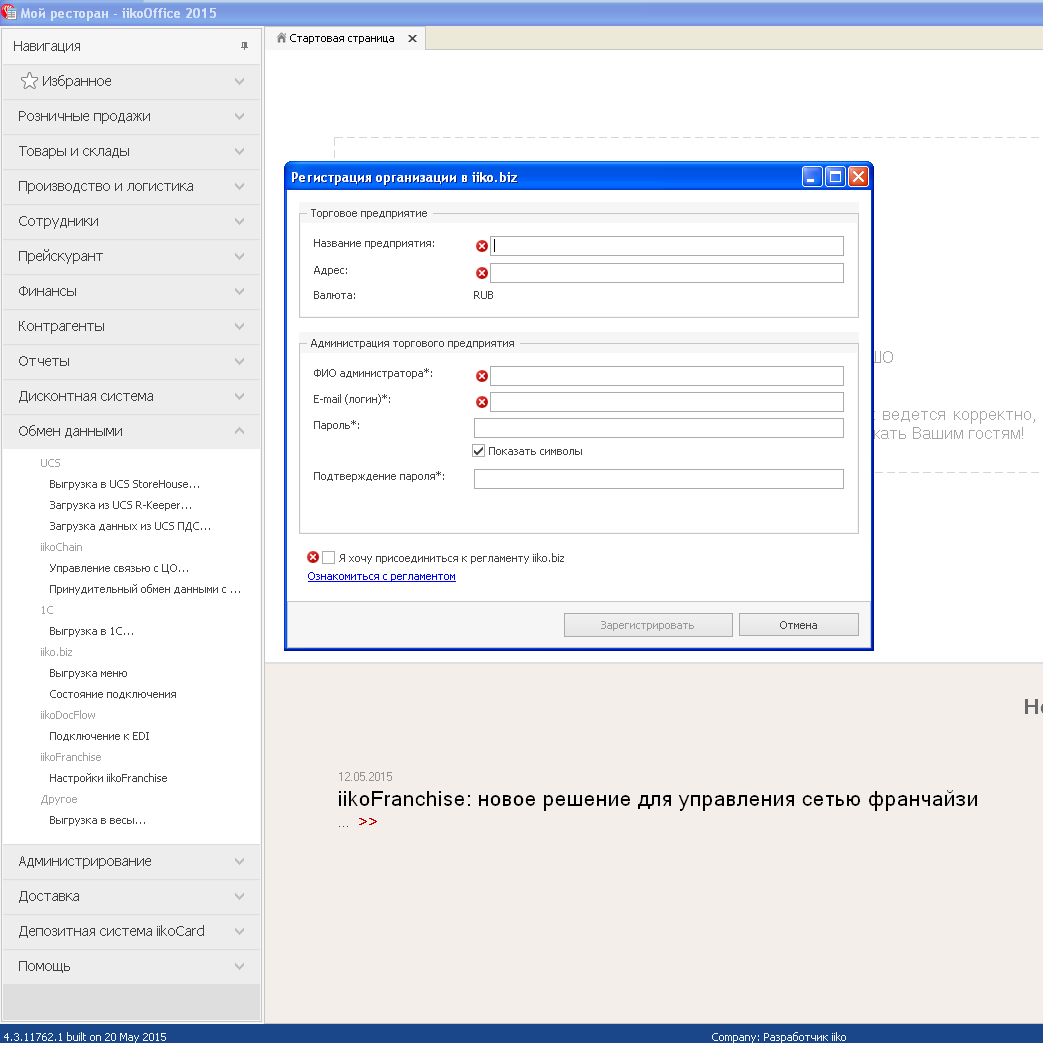 Мой ресторан - iikoOffice 2015
Навигация
Избранное
Розничные продажи
Товары и склады
Производство и логистика
Сотрудники
Прейскурант
Финансы
Контрагенты
Отчеты
Дисконтная система
Обмен данными
UCS
Выгрузка в UCS StoreHouse...
Загрузка из UCS R-Keeper...
Загрузка данных из UCS ПДС...
iikoChain
Управление связью с ЦО...
Принудительный обмен данными с ...
1С
Выгрузка в 1С...
iiko.biz
Выгрузка меню
Состояние подключения
iikoDocFlow
Подключение к EDI
iikoFranchise
Настройки iikoFranchise
Другое
Выгрузка в весы...
Администрирование
Доставка
Депозитная система iikoCard
Помощь
Стартовая страница
Регистрация организации в iiko.biz
Торговое предприятие
Название предприятия:
Адрес:
Валюта: RUB
Администрация торгового предприятия
ФИО администратора*:
E-mail (логин)*:
Пароль*:
Показать символы
Подтверждение пароля*:
Я хочу присоединиться к регламенту iiko.biz
Ознакомиться с регламентом
Зарегистрировать Отмена
ШО
ведется корректно,
кать Вашим гостям!
Но
12.05.2015
iikoFranchise: новое решение для управления сетью франчайзи
... >>
4.3.11762.1 built on 20 May 2015 Company: Разработчик iiko